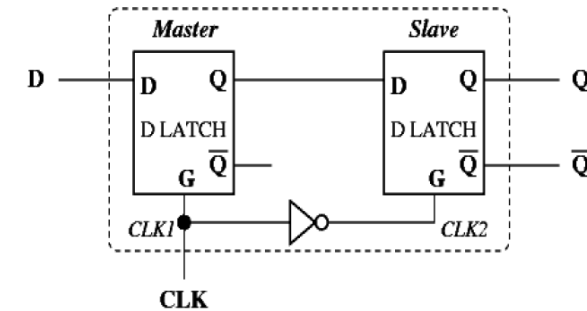 Master Slave
D D Q D Q Q
D LATCH D LATCH
Q̅ Q̅ Q̅
G G
CLK1 CLK2
CLK